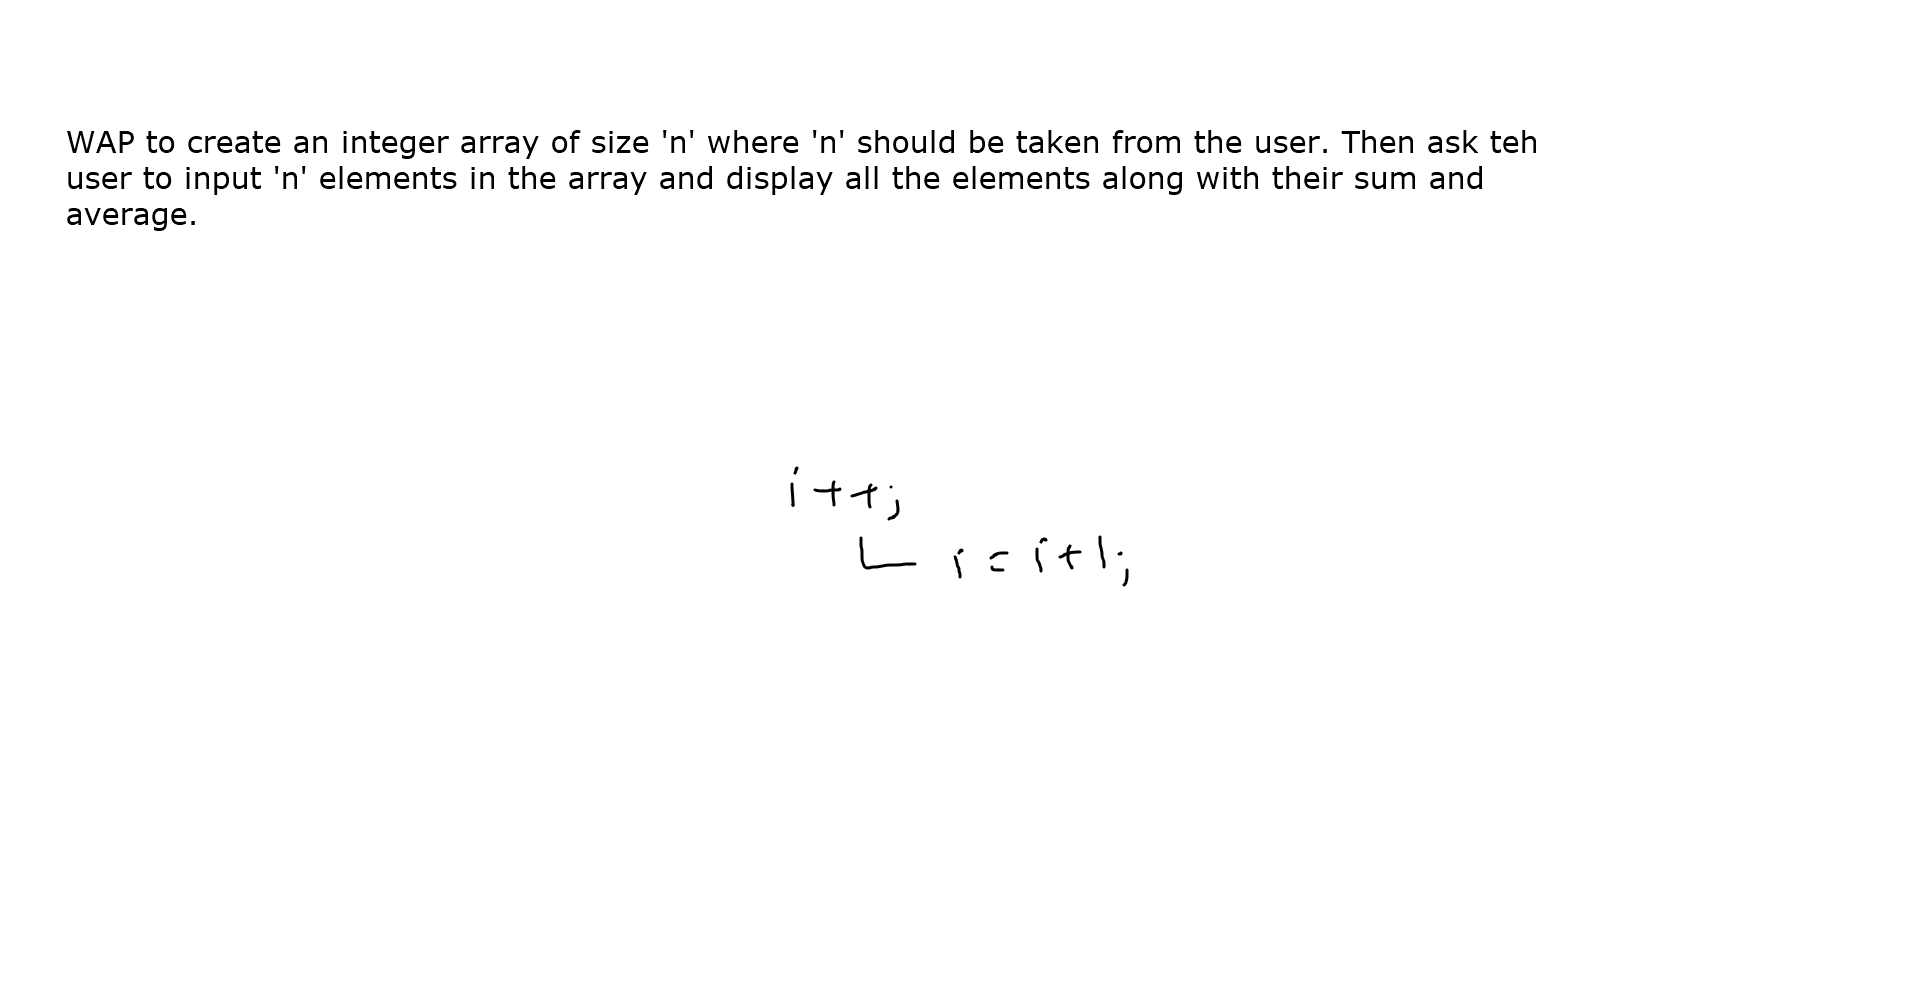 WAP to create an integer array of size 'n' where 'n' should be taken from the user. Then ask teh
user to input 'n' elements in the array and display all the elements along with their sum and
average.
i++;
i = i+1;